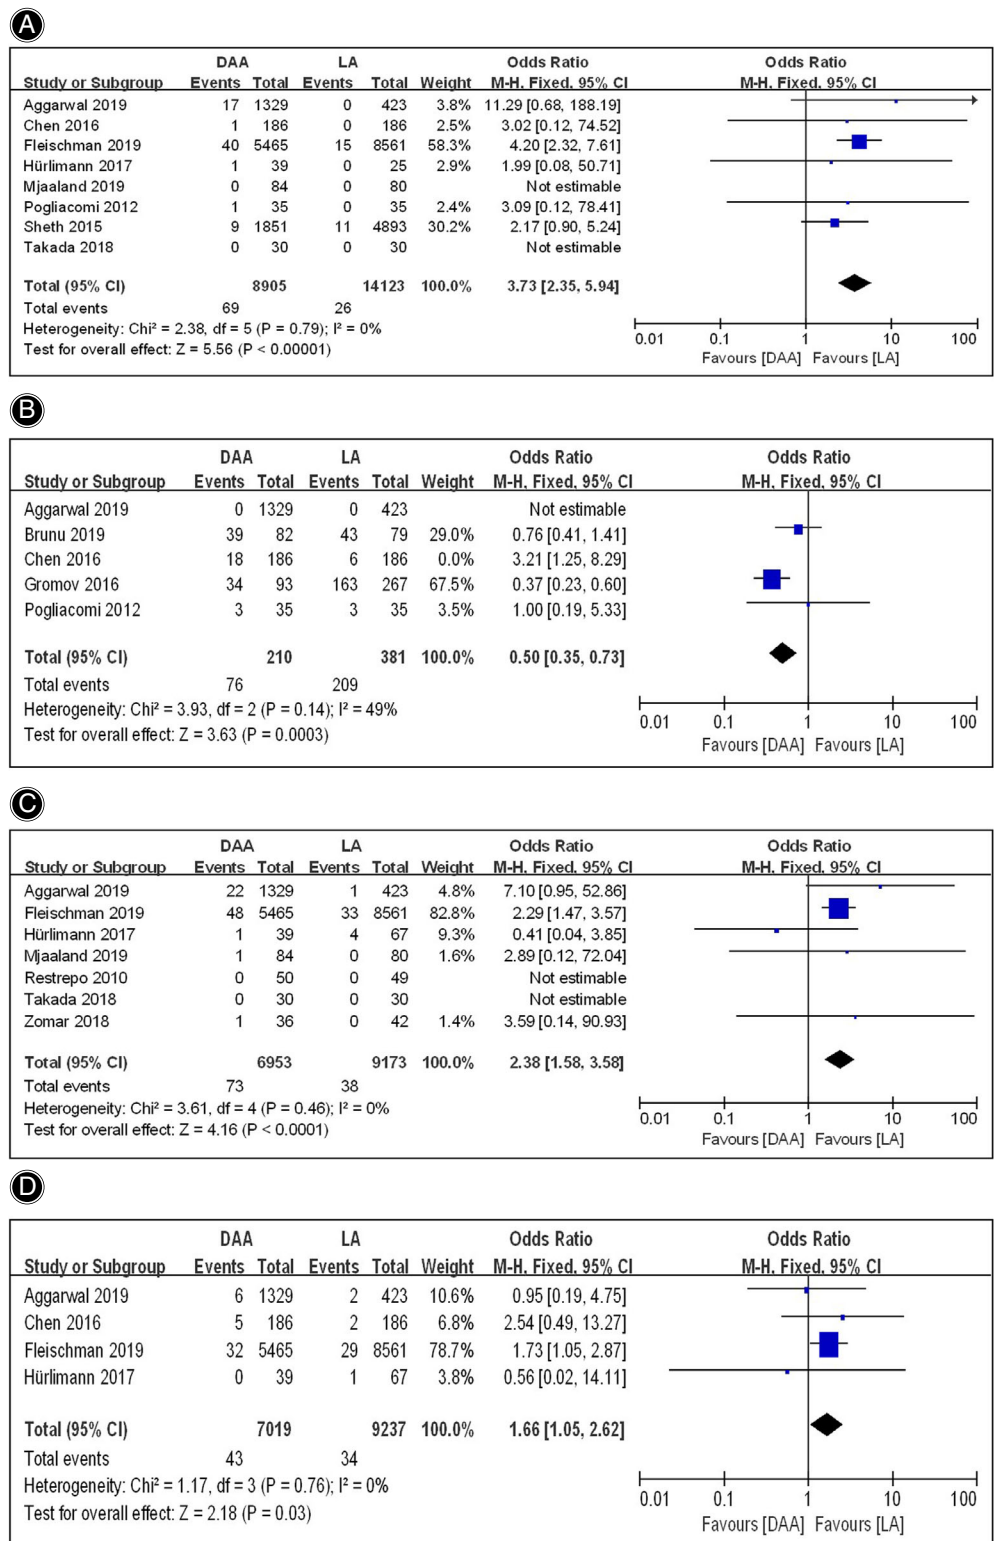 A
DAA LA Odds Ratio Odds Ratio
Study or Subgroup Events Total Events Total Weight M-H, Fixed, 95% CI M-H, Fixed, 95% CI
Aggarwal 2019 17 1329 0 423 3.8% 11.29 [0.68, 188.19]
Chen 2016 1 186 0 186 2.5% 3.02 [0.12, 74.52]
Fleischman 2019 40 5465 15 8561 58.3% 4.20 [2.32, 7.61]
Hürlimann 2017 1 39 0 25 2.9% 1.99 [0.08, 50.71]
Mjaaland 2019 0 84 0 80 Not estimable
Pogliacomi 2012 1 35 0 35 2.4% 3.09 [0.12, 78.41]
Sheth 2015 9 1851 11 4893 30.2% 2.17 [0.90, 5.24]
Takada 2018 0 30 0 30 Not estimable
Total (95% CI) 8905 14123 100.0% 3.73 [2.35, 5.94]
Total events 69 26
Heterogeneity: Chi² = 2.38, df = 5 (P = 0.79); I² = 0%
Test for overall effect: Z = 5.56 (P < 0.00001)
0.01 0.1 1 10 100
Favours [DAA] Favours [LA]
B
DAA LA Odds Ratio Odds Ratio
Study or Subgroup Events Total Events Total Weight M-H, Fixed, 95% CI M-H, Fixed, 95% CI
Aggarwal 2019 0 1329 0 423 Not estimable
Brunu 2019 39 82 43 79 29.0% 0.76 [0.41, 1.41]
Chen 2016 18 186 6 186 0.0% 3.21 [1.25, 8.29]
Gromov 2016 34 93 163 267 67.5% 0.37 [0.23, 0.60]
Pogliacomi 2012 3 35 3 35 3.5% 1.00 [0.19, 5.33]
Total (95% CI) 210 381 100.0% 0.50 [0.35, 0.73]
Total events 76 209
Heterogeneity: Chi² = 3.93, df = 2 (P = 0.14); I² = 49%
Test for overall effect: Z = 3.63 (P = 0.0003)
0.01 0.1 1 10 100
Favours [DAA] Favours [LA]
C
DAA LA Odds Ratio Odds Ratio
Study or Subgroup Events Total Events Total Weight M-H, Fixed, 95% CI M-H, Fixed, 95% CI
Aggarwal 2019 22 1329 1 423 4.8% 7.10 [0.95, 52.86]
Fleischman 2019 48 5465 33 8561 82.8% 2.29 [1.47, 3.57]
Hürlimann 2017 1 39 4 67 9.3% 0.41 [0.04, 3.85]
Mjaaland 2019 1 84 0 80 1.6% 2.89 [0.12, 72.04]
Restrepo 2010 0 50 0 49 Not estimable
Takada 2018 0 30 0 30 Not estimable
Zomar 2018 1 36 0 42 1.4% 3.59 [0.14, 90.93]
Total (95% CI) 6953 9173 100.0% 2.38 [1.58, 3.58]
Total events 73 38
Heterogeneity: Chi² = 3.61, df = 4 (P = 0.46); I² = 0%
Test for overall effect: Z = 4.16 (P < 0.0001)
0.01 0.1 1 10 100
Favours [DAA] Favours [LA]
D
DAA LA Odds Ratio Odds Ratio
Study or Subgroup Events Total Events Total Weight M-H, Fixed, 95% CI M-H, Fixed, 95% CI
Aggarwal 2019 6 1329 2 423 10.6% 0.95 [0.19, 4.75]
Chen 2016 5 186 2 186 6.8% 2.54 [0.49, 13.27]
Fleischman 2019 32 5465 29 8561 78.7% 1.73 [1.05, 2.87]
Hürlimann 2017 0 39 1 67 3.8% 0.56 [0.02, 14.11]
Total (95% CI) 7019 9237 100.0% 1.66 [1.05, 2.62]
Total events 43 34
Heterogeneity: Chi² = 1.17, df = 3 (P = 0.76); I² = 0%
Test for overall effect: Z = 2.18 (P = 0.03)
0.01 0.1 1 10 100
Favours [DAA] Favours [LA]